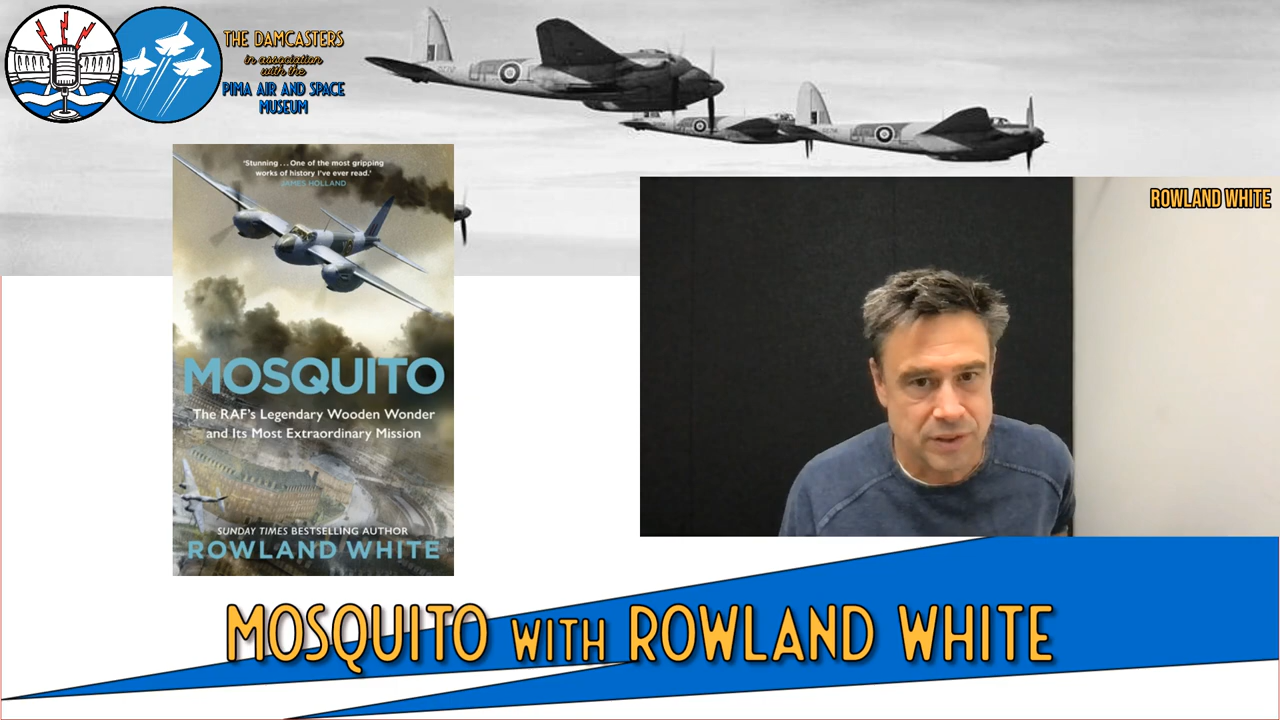 THE DAMCASTERS
in association
with the
PIMA AIR AND SPACE
MUSEUM
'Stunning . . . One of the most gripping
works of history I've ever read.'
JAMES HOLLAND
MOSQUITO
The RAF's Legendary Wooden Wonder
and Its Most Extraordinary Mission
SUNDAY TIMES BESTSELLING AUTHOR
ROWLAND WHITE
ROWLAND WHITE
MOSQUITO WITH ROWLAND WHITE